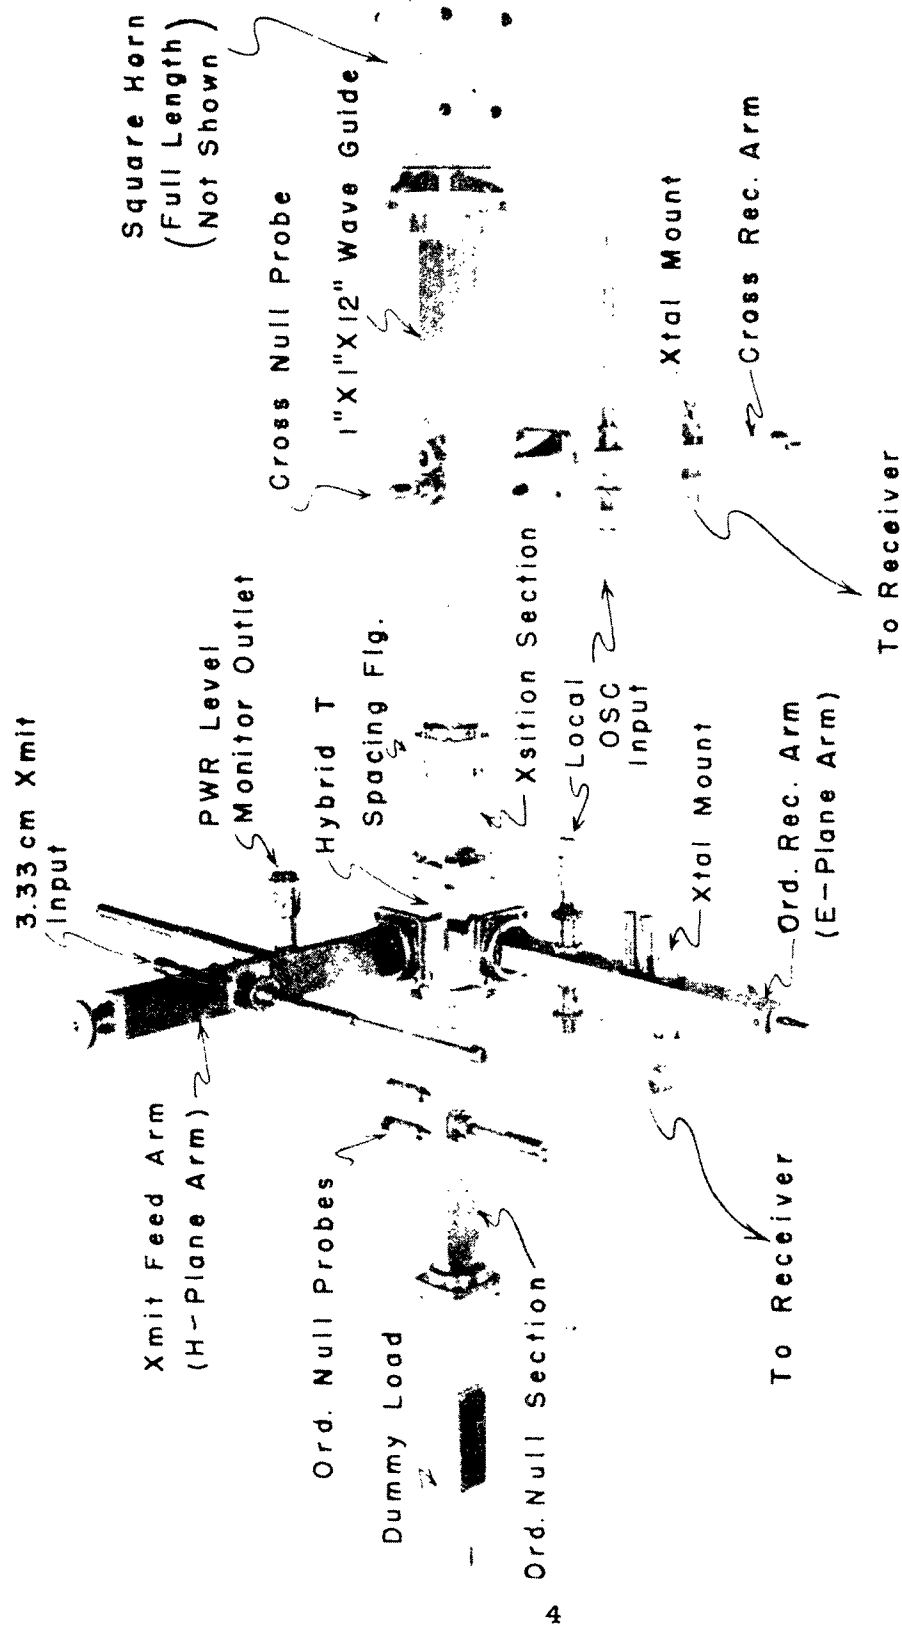 3.33 cm Xmit
Input
Xmit Feed Arm
(H-Plane Arm)
PWR Level
Monitor Outlet
Hybrid T
Spacing Flg.
Square Horn
(Full Length)
(Not Shown)
Cross Null Probe
1"X1"X12" Wave Guide
Ord. Null Probes
Dummy Load
Ord. Null Section
Xsition Section
Local
OSC
Input
Xtal Mount
Ord. Rec. Arm
(E-Plane Arm)
To Receiver
Xtal Mount
Cross Rec. Arm
To Receiver
4